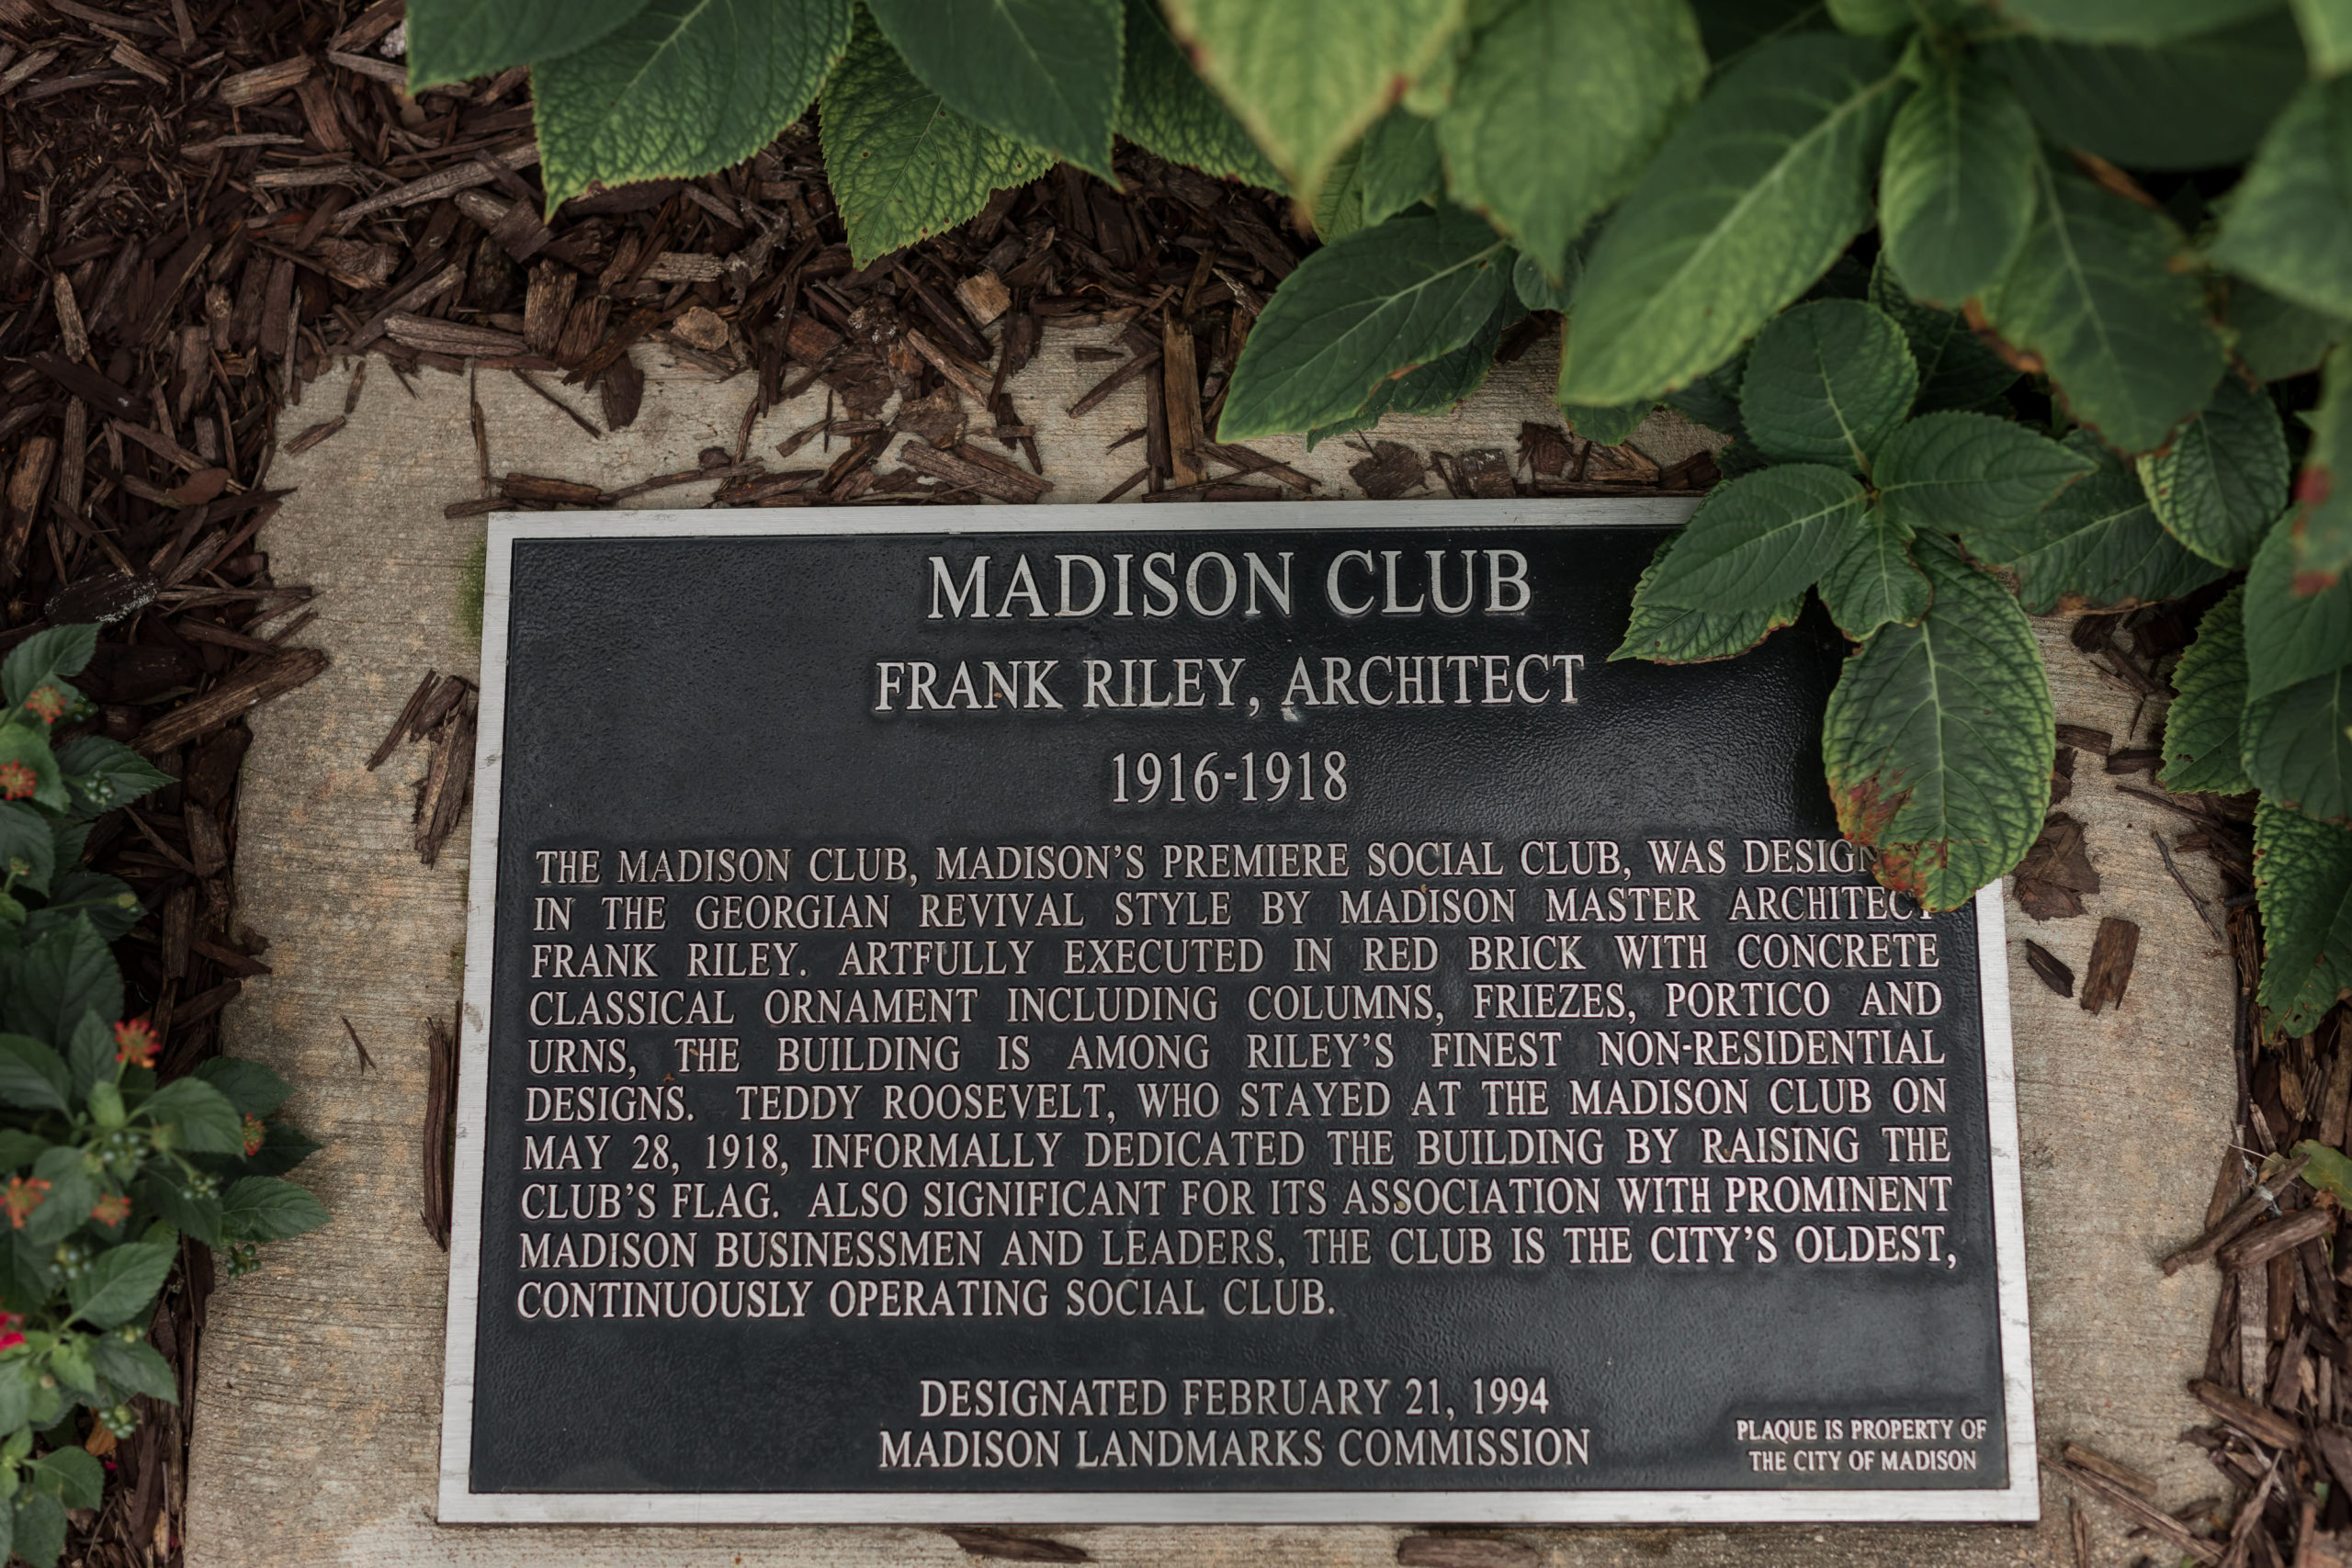 MADISON CLUB
FRANK RILEY, ARCHITECT
1916-1918
THE MADISON CLUB, MADISON'S PREMIERE SOCIAL CLUB, WAS
IN THE GEORGIAN REVIVAL STYLE BY MADISON MASTER ARCHITECT
FRANK RILEY. ARTFULLY EXECUTED IN RED BRICK WITH CONCRETE
CLASSICAL ORNAMENT INCLUDING COLUMNS, FRIEZES, PORTICO AND
URNS, THE BUILDING IS AMONG RILEY'S FINEST NON-RESIDENTIAL
DESIGNS. TEDDY ROOSEVELT, WHO STAYED AT THE MADISON CLUB ON
MAY 28, 1918, INFORMALLY DEDICATED THE BUILDING BY RAISING THE
CLUB'S FLAG. ALSO SIGNIFICANT FOR ITS ASSOCIATION WITH PROMINENT
MADISON BUSINESSMEN AND LEADERS, THE CLUB IS THE CITY'S OLDEST,
CONTINUOUSLY OPERATING SOCIAL CLUB.
DESIGNATED FEBRUARY 21, 1994
MADISON LANDMARKS COMMISSION
PLAQUE IS PROPERTY OF
THE CITY OF MADISON